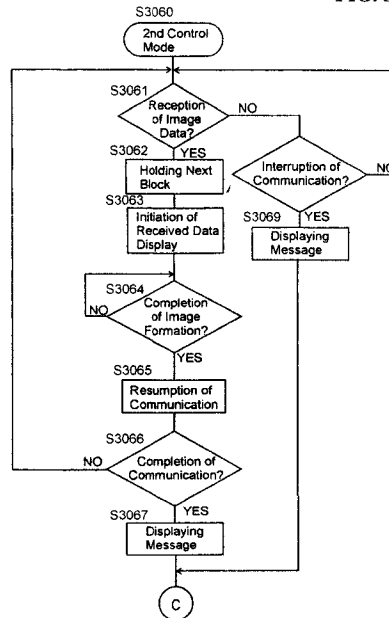 S3060
2nd Control
Mode
S3061
Reception
of Image
Data?
NO
YES
S3062
Holding Next
Block
Interruption of
Communication?
NO
YES
S3063
Initiation of
Received Data
Display
S3069
Displaying
Message
S3064
Completion
of Image
Formation?
NO
YES
S3065
Resumption of
Communication
S3066
Completion of
Communication?
NO
YES
S3067
Displaying
Message
C